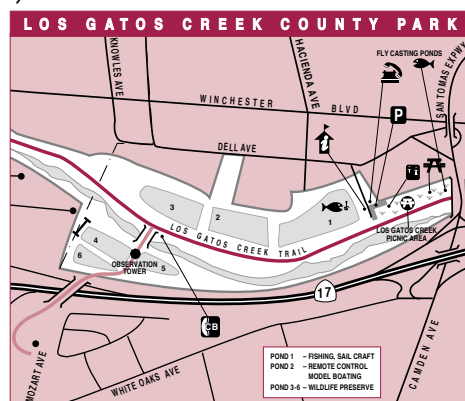 LOS GATOS CREEK COUNTY PARK
KNOWLES AVE
HACIENDA AVE
FLY CASTING PONDS
SAN TOMAS EXPWY
WINCHESTER BLVD
P
DELL AVE
i
3
2
1
LOS GATOS CREEK TRAIL
LOS GATOS CREEK
PICNIC AREA
4
6
5
OBSERVATION
TOWER
17
CB
MOZART AVE
WHITE OAKS AVE
CAMDEN AVE
POND 1 – FISHING, SAIL CRAFT
POND 2 – REMOTE CONTROL
MODEL BOATING
POND 3-6 – WILDLIFE PRESERVE